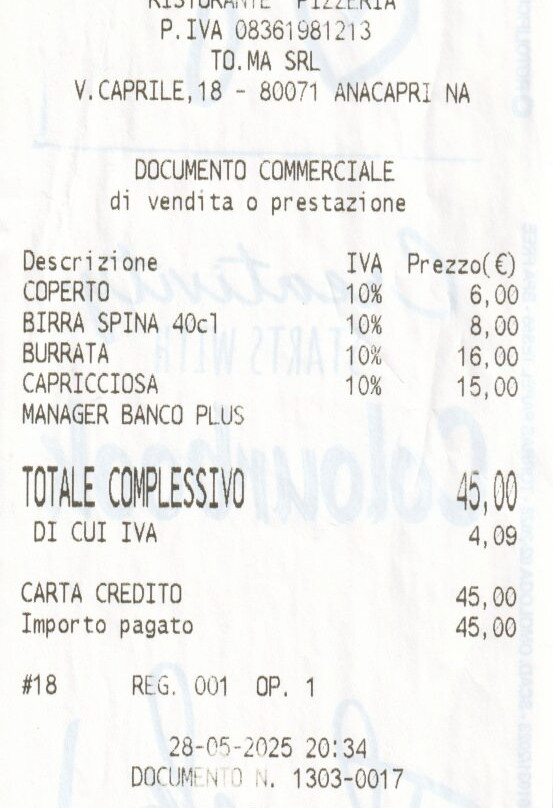 RISTORANTE PIZZERIA
P.IVA 08361981213
TO.MA SRL
V.CAPRILE,18 - 80071 ANACAPRI NA
DOCUMENTO COMMERCIALE
di vendita o prestazione
Descrizione IVA Prezzo(€)
COPERTO 10% 6,00
BIRRA SPINA 40cl 10% 8,00
BURRATA 10% 16,00
CAPRICCIOSA 10% 15,00
MANAGER BANCO PLUS
TOTALE COMPLESSIVO 45,00
DI CUI IVA 4,09
CARTA CREDITO 45,00
Importo pagato 45,00
#18 REG. 001 OP. 1
28-05-2025 20:34
DOCUMENTO N. 1303-0017